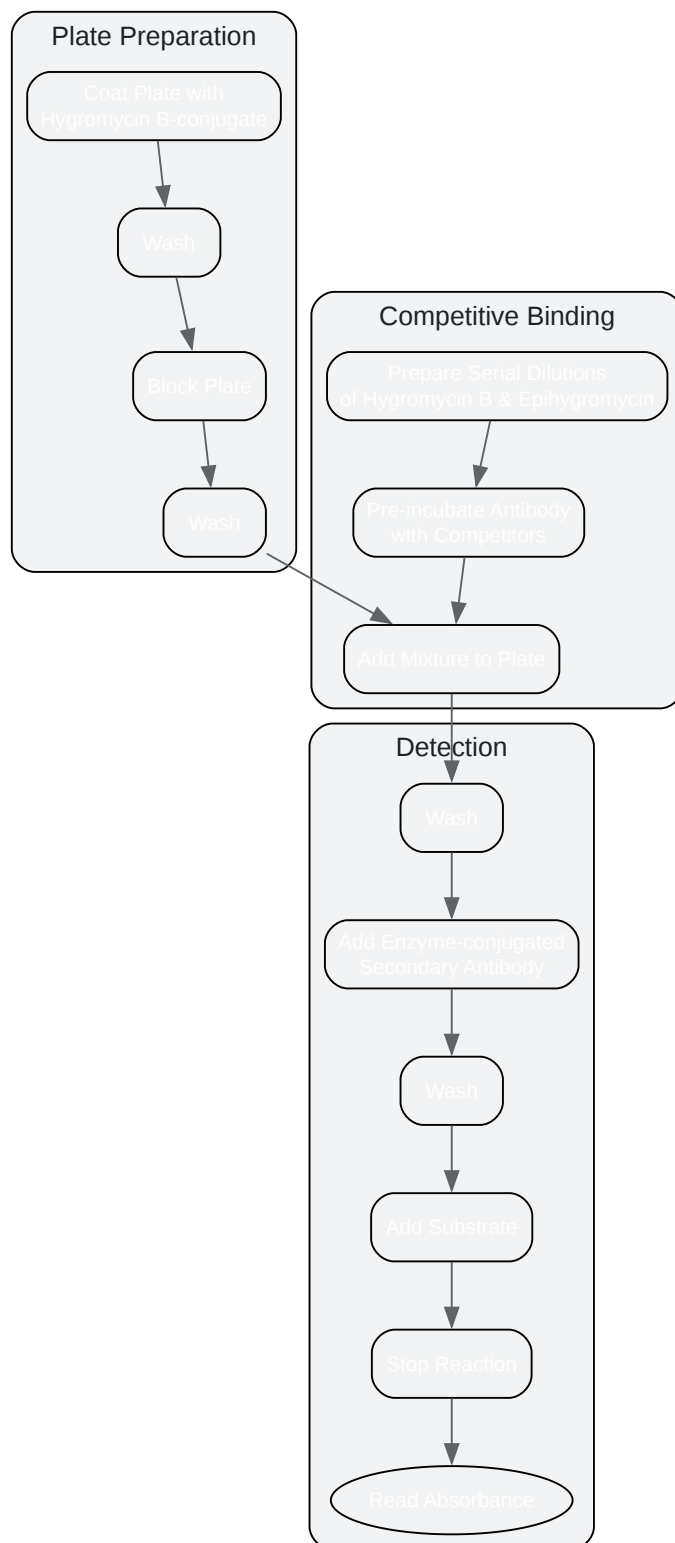 Plate Preparation
Coat Plate with
Hygromycin B-conjugate
Wash
Block Plate
Wash
Competitive Binding
Prepare Serial Dilutions
of Hygromycin B & Epihygromycin
Pre-incubate Antibody
with Competitors
Add Mixture to Plate
Detection
Wash
Add Enzyme-conjugated
Secondary Antibody
Wash
Add Substrate
Stop Reaction
Read Absorbance